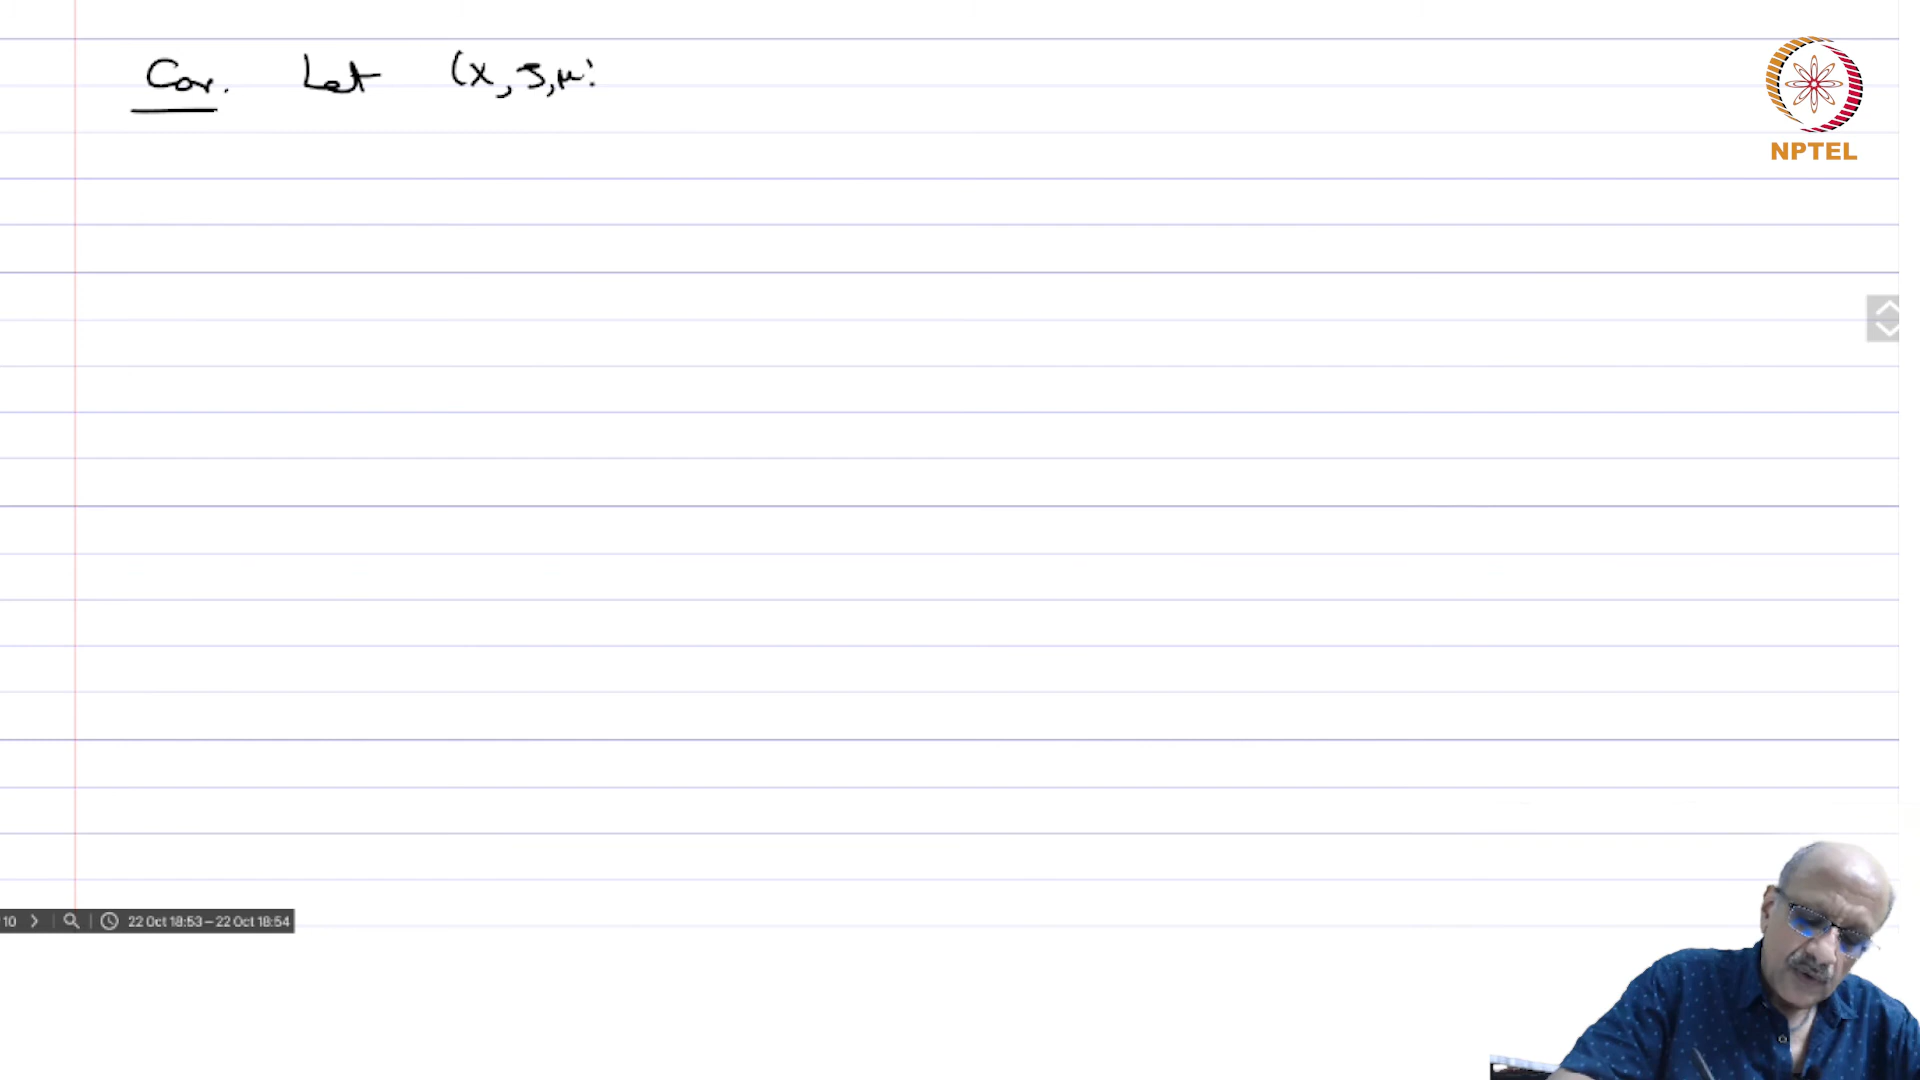 Cor. Let (X, S, μ)
NPTEL
10
22 Oct 18:53 – 22 Oct 18:54